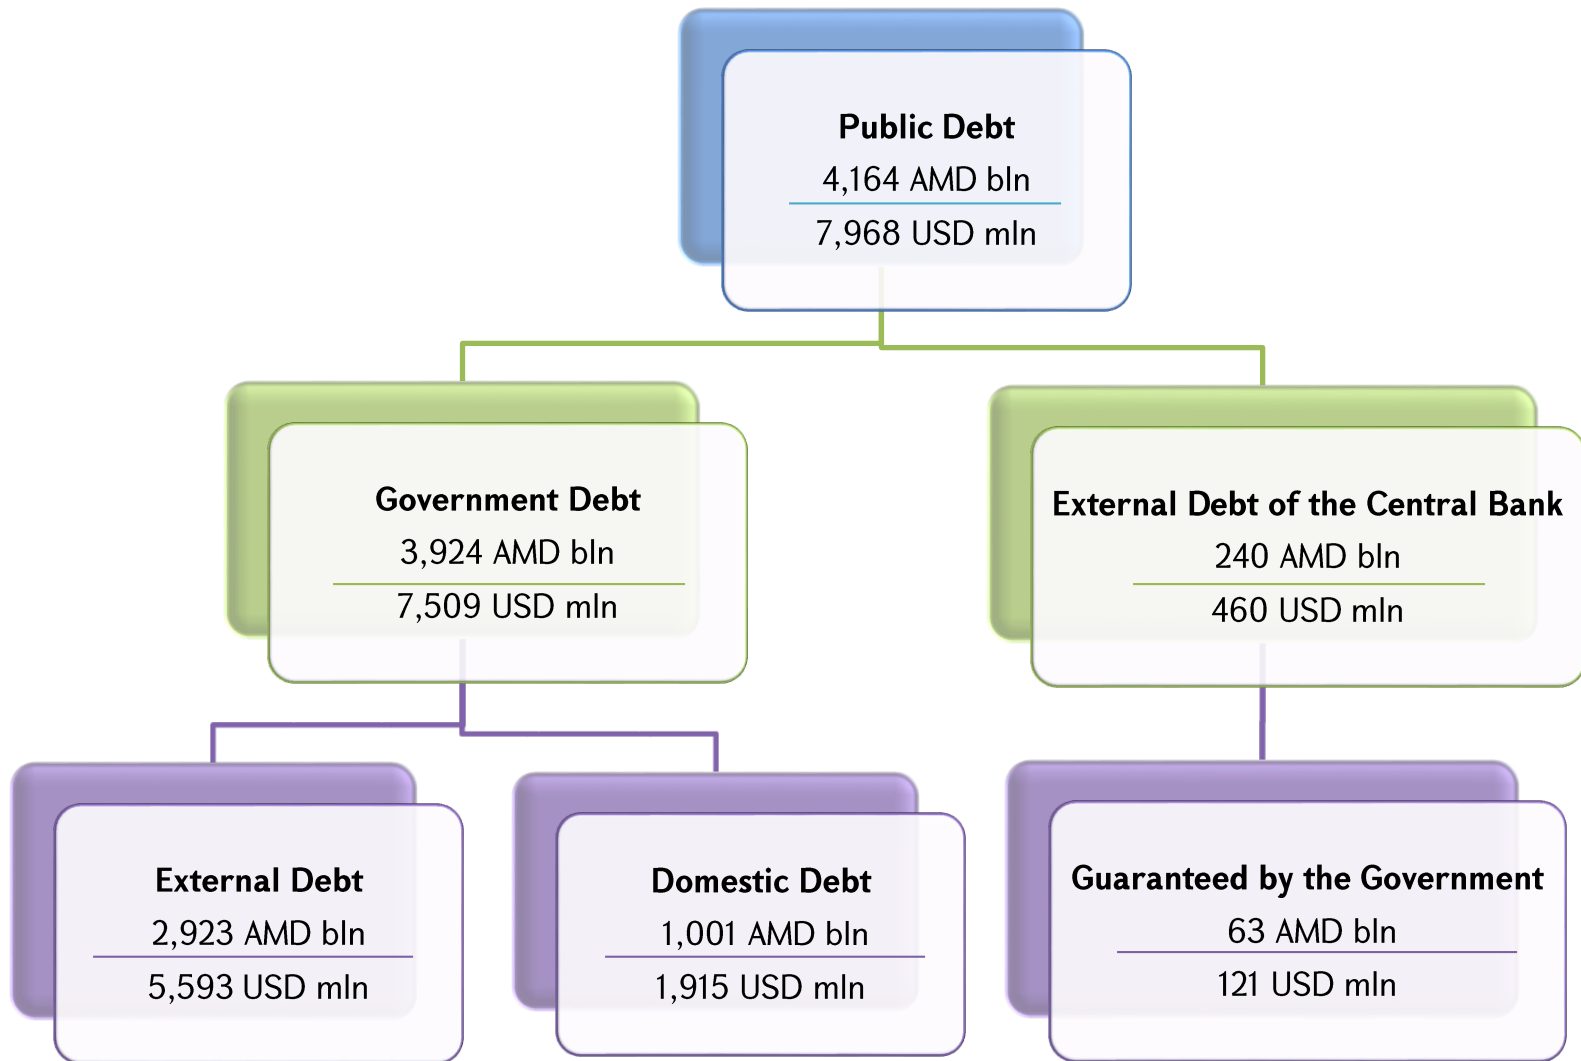 Public Debt
4,164 AMD bln
7,968 USD mln
Government Debt
3,924 AMD bln
7,509 USD mln
External Debt of the Central Bank
240 AMD bln
460 USD mln
External Debt
2,923 AMD bln
5,593 USD mln
Domestic Debt
1,001 AMD bln
1,915 USD mln
Guaranteed by the Government
63 AMD bln
121 USD mln